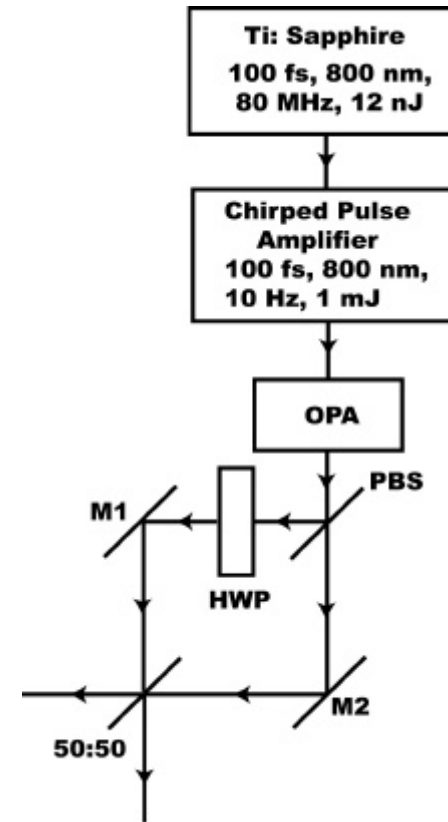 Ti: Sapphire
100 fs, 800 nm,
80 MHz, 12 nJ
Chirped Pulse
Amplifier
100 fs, 800 nm,
10 Hz, 1 mJ
OPA
PBS
M1
HWP
M2
50:50